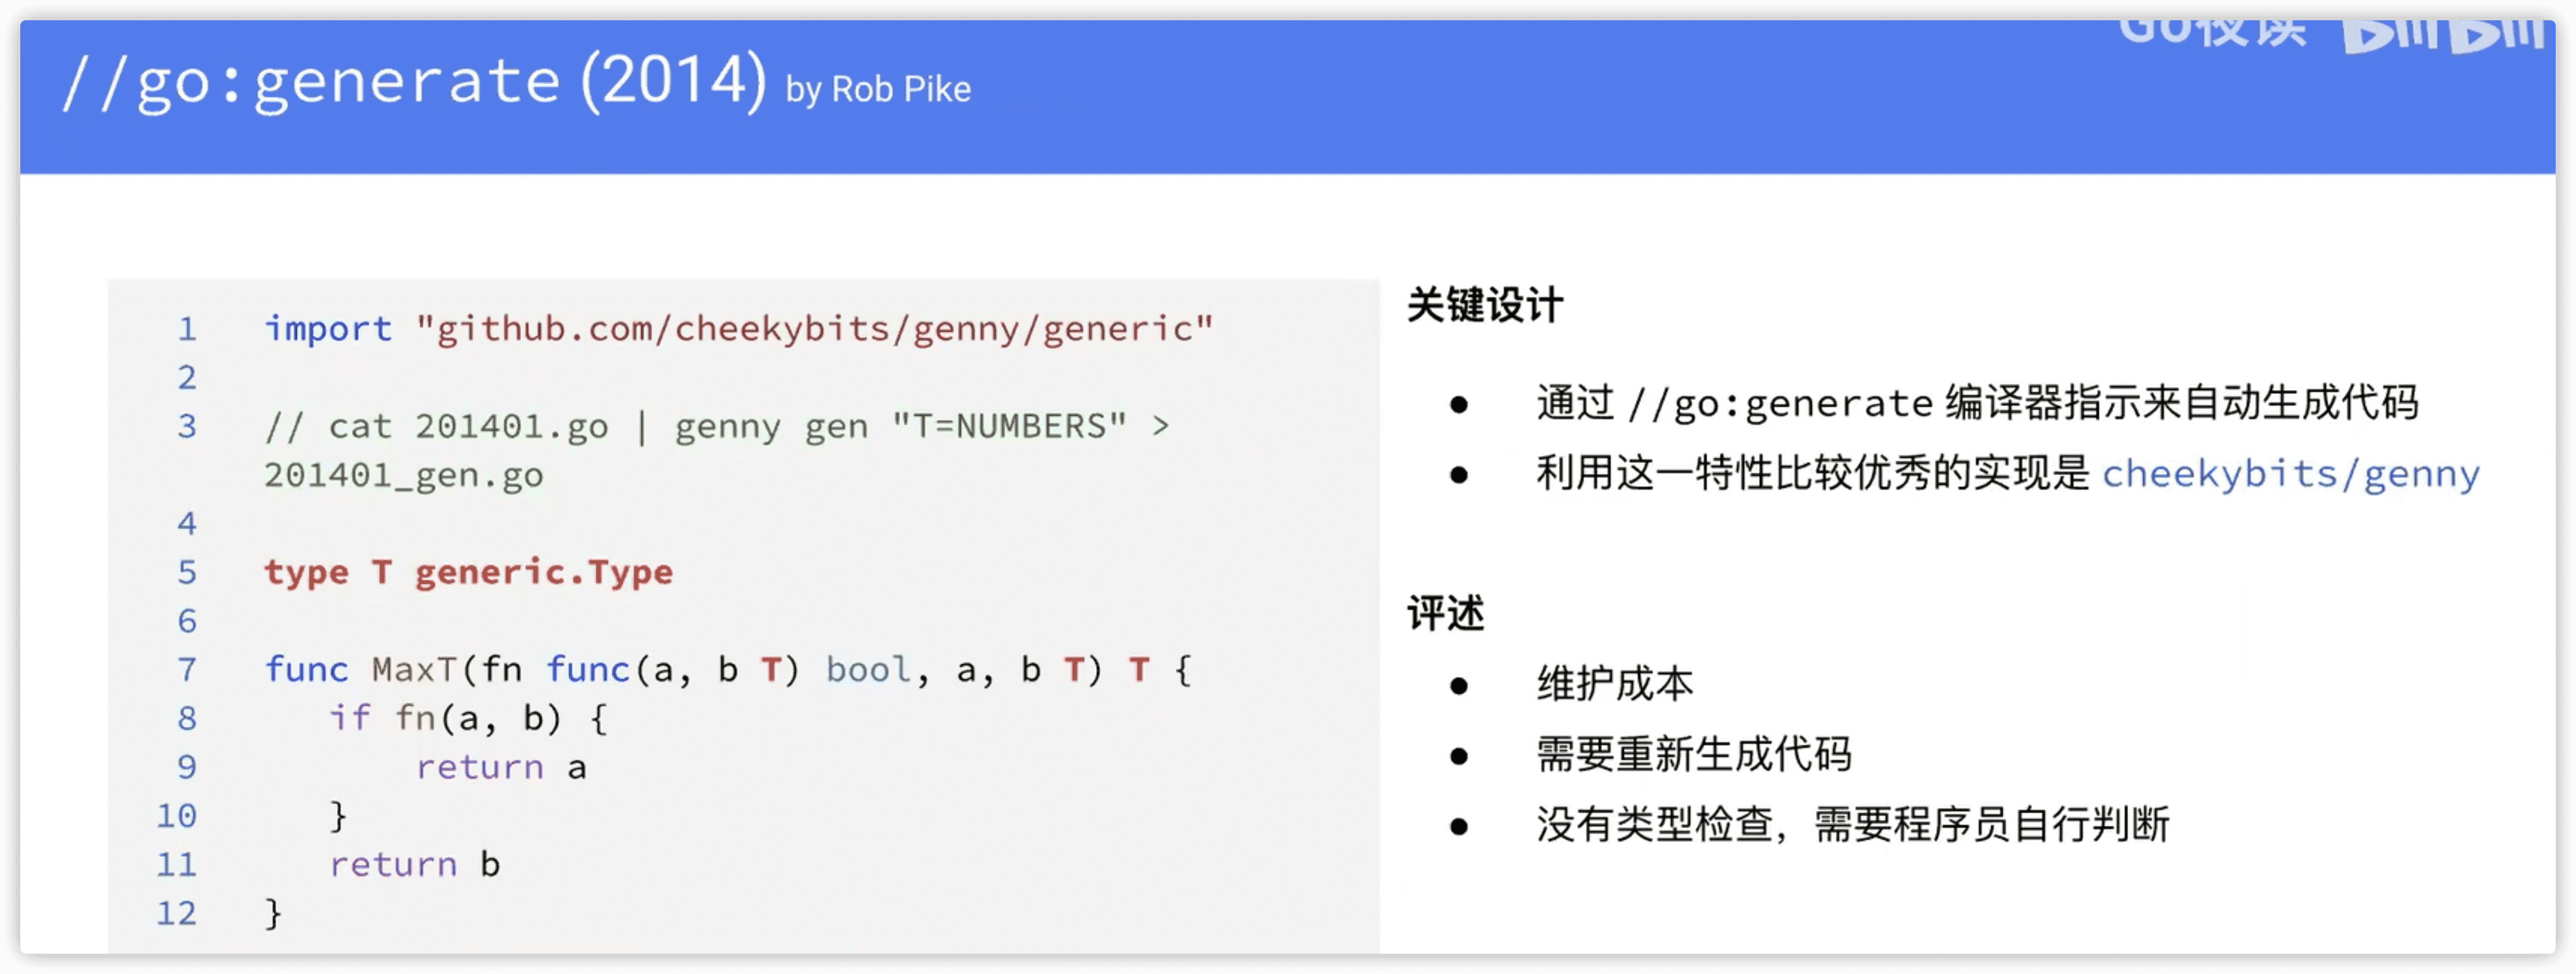 Go夜读 bilibili
//go:generate (2014) by Rob Pike
1 import "github.com/cheekybits/genny/generic"
2
3 // cat 201401.go | genny gen "T=NUMBERS" >
201401_gen.go
4
5 type T generic.Type
6
7 func MaxT(fn func(a, b T) bool, a, b T) T {
8 if fn(a, b) {
9 return a
10 }
11 return b
12 }
关键设计
● 通过 //go:generate 编译器指示来自动生成代码
● 利用这一特性比较优秀的实现是 cheekybits/genny
评述
● 维护成本
● 需要重新生成代码
● 没有类型检查，需要程序员自行判断